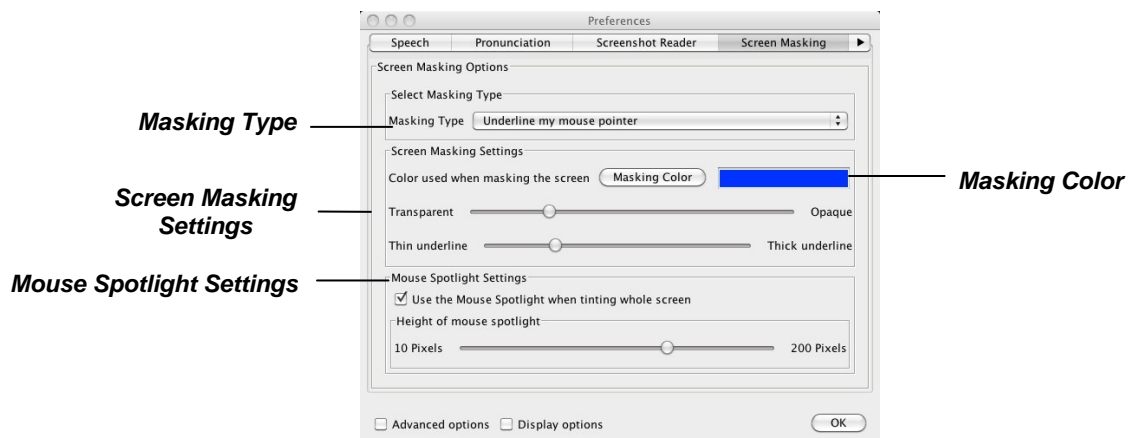 Preferences
Speech Pronunciation Screenshot Reader Screen Masking
Screen Masking Options
Select Masking Type
Masking Type
Masking Type Underline my mouse pointer
Screen Masking Settings
Color used when masking the screen Masking Color
Masking Color
Screen Masking
Settings
Transparent Opaque
Thin underline Thick underline
Mouse Spotlight Settings
Mouse Spotlight Settings
Use the Mouse Spotlight when tinting whole screen
Height of mouse spotlight
10 Pixels 200 Pixels
Advanced options Display options OK